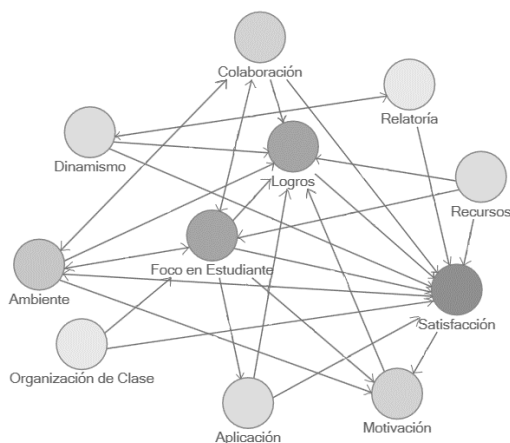 Colaboración
Relatoría
Dinamismo
Logros
Recursos
Foco en Estudiante
Ambiente
Satisfacción
Organización de Clase
Motivación
Aplicación